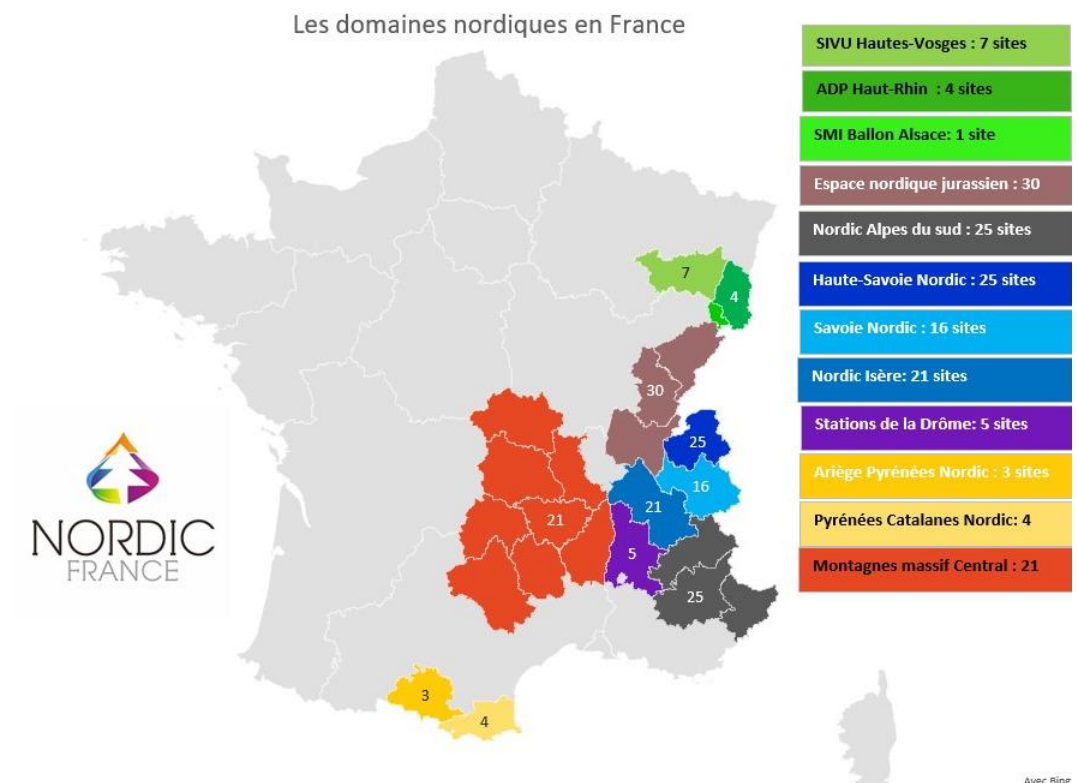 Les domaines nordiques en France
SIVU Hautes-Vosges : 7 sites
ADP Haut-Rhin : 4 sites
SMI Ballon Alsace: 1 site
Espace nordique jurassien : 30
Nordic Alpes du sud : 25 sites
Haute-Savoie Nordic : 25 sites
Savoie Nordic : 16 sites
Nordic Isère: 21 sites
Stations de la Drôme: 5 sites
Ariège Pyrénées Nordic : 3 sites
Pyrénées Catalanes Nordic: 4
Montagnes massif Central : 21
7
4
30
25
16
21
21
5
25
3
4
NORDIC
FRANCE
Avec Bing